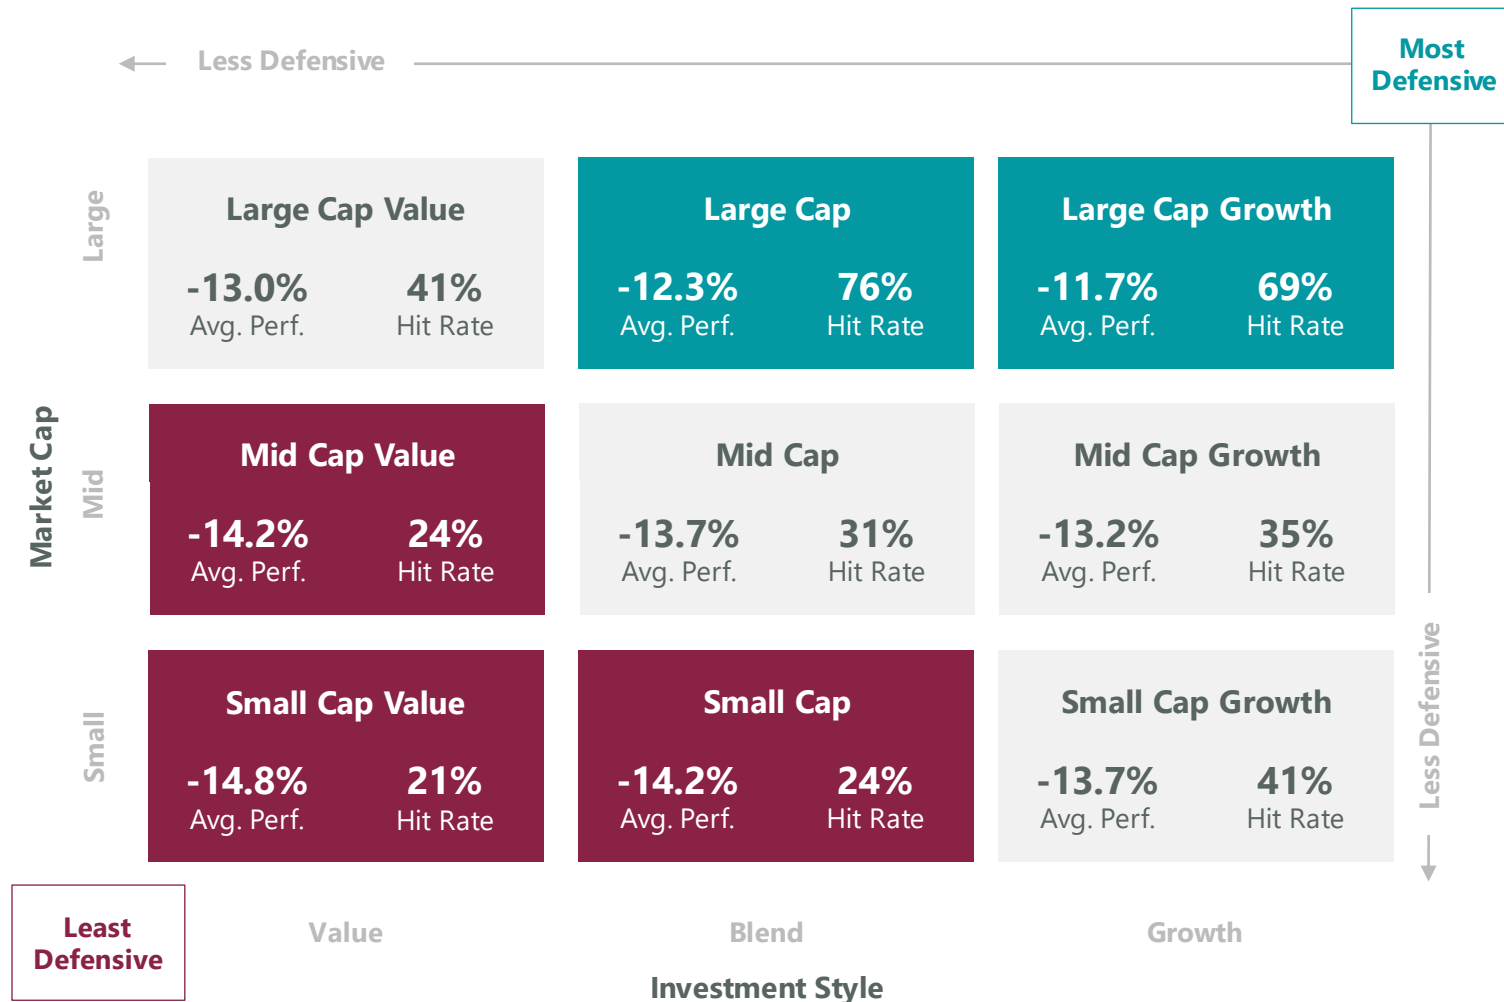 Less Defensive
Most
Defensive
Large
Large Cap Value
-13.0%
41%
Avg. Perf.
Hit Rate
Large Cap
-12.3%
76%
Avg. Perf.
Hit Rate
Large Cap Growth
-11.7%
69%
Avg. Perf.
Hit Rate
Market Cap
Mid
Mid Cap Value
-14.2%
24%
Avg. Perf.
Hit Rate
Mid Cap
-13.7%
31%
Avg. Perf.
Hit Rate
Mid Cap Growth
-13.2%
35%
Avg. Perf.
Hit Rate
Small
Small Cap Value
-14.8%
21%
Avg. Perf.
Hit Rate
Small Cap
-14.2%
24%
Avg. Perf.
Hit Rate
Small Cap Growth
-13.7%
41%
Avg. Perf.
Hit Rate
Less Defensive
Least
Defensive
Value
Blend
Growth
Investment Style